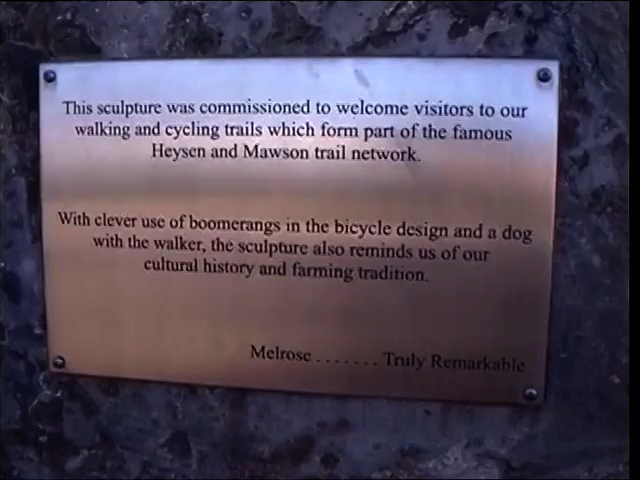 This sculpture was commissioned to welcome visitors to our
walking and cycling trails which form part of the famous
Heysen and Mawson trail network.
With clever use of boomerangs in the bicycle design and a dog
with the walker, the sculpture also reminds us of our
cultural history and farming tradition.
Melrose ....... Truly Remarkable